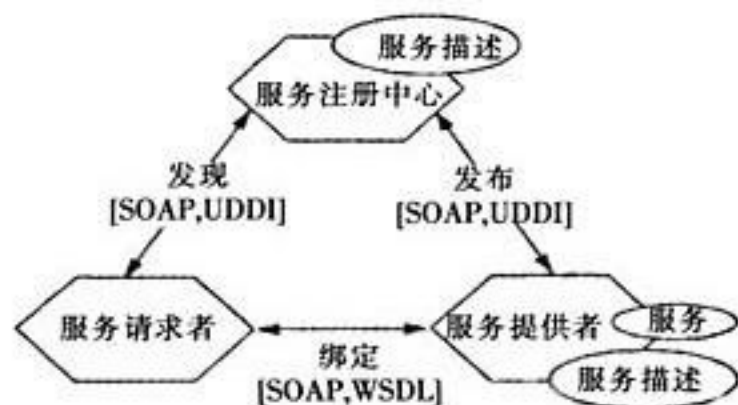 服务描述
服务注册中心
发现
[SOAP,UDDI]
发布
[SOAP,UDDI]
服务请求者
服务提供者
服务
绑定
[SOAP,WSDL]
服务描述